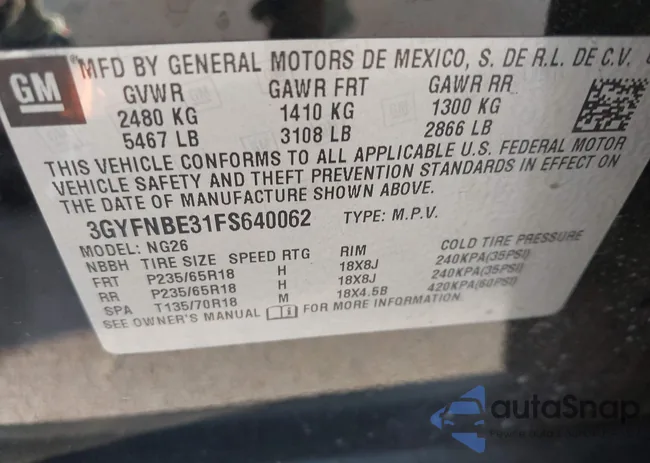 GM
MFD BY GENERAL MOTORS DE MEXICO, S. DE R.L. DE C.V.
GVWR GAWR FRT GAWR RR
2480 KG 1410 KG 1300 KG
5467 LB 3108 LB 2866 LB
THIS VEHICLE CONFORMS TO ALL APPLICABLE U.S. FEDERAL MOTOR
VEHICLE SAFETY AND THEFT PREVENTION STANDARDS IN EFFECT ON
THE DATE OF MANUFACTURE SHOWN ABOVE.
3GYFNBE31FS640062 TYPE: M.P.V.
MODEL: NG26
NBBH TIRE SIZE SPEED RTG RIM COLD TIRE PRESSURE
FRT P235/65R18 H 18X8J 240KPA(35PSI)
RR P235/65R18 H 18X8J 240KPA(35PSI)
SPA T135/70R18 M 18X4.5B 420KPA(60PSI)
SEE OWNER'S MANUAL FOR MORE INFORMATION.
autaSnap